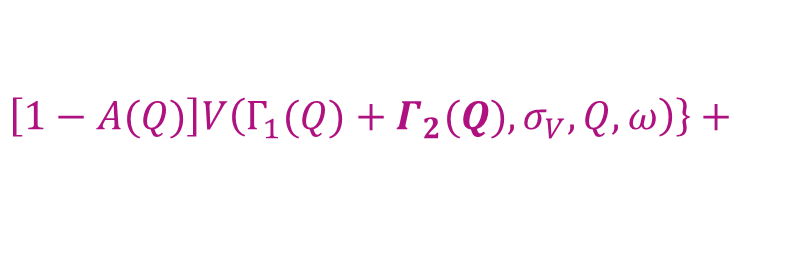 [1 − A(Q)]V(Γ₁(Q) + Γ₂(Q), σ_V, Q, ω)} +